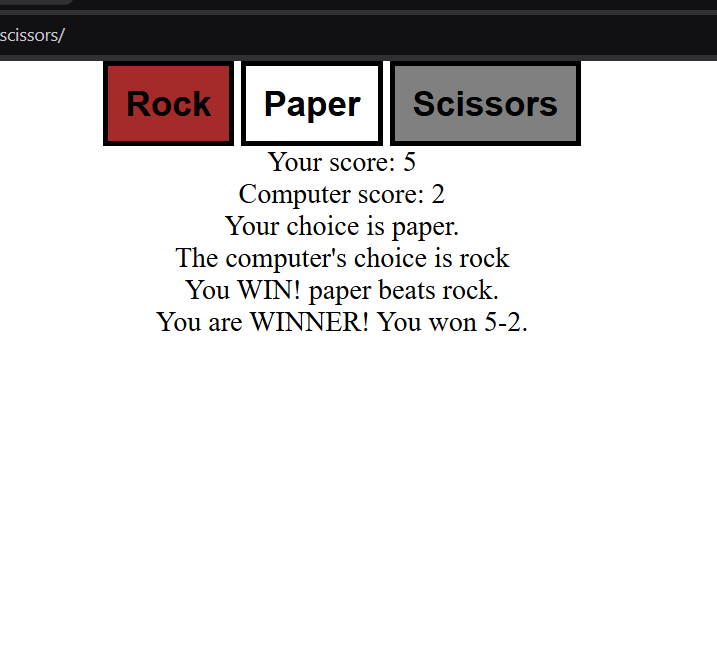 scissors/
Rock Paper Scissors
Your score: 5
Computer score: 2
Your choice is paper.
The computer's choice is rock
You WIN! paper beats rock.
You are WINNER! You won 5-2.